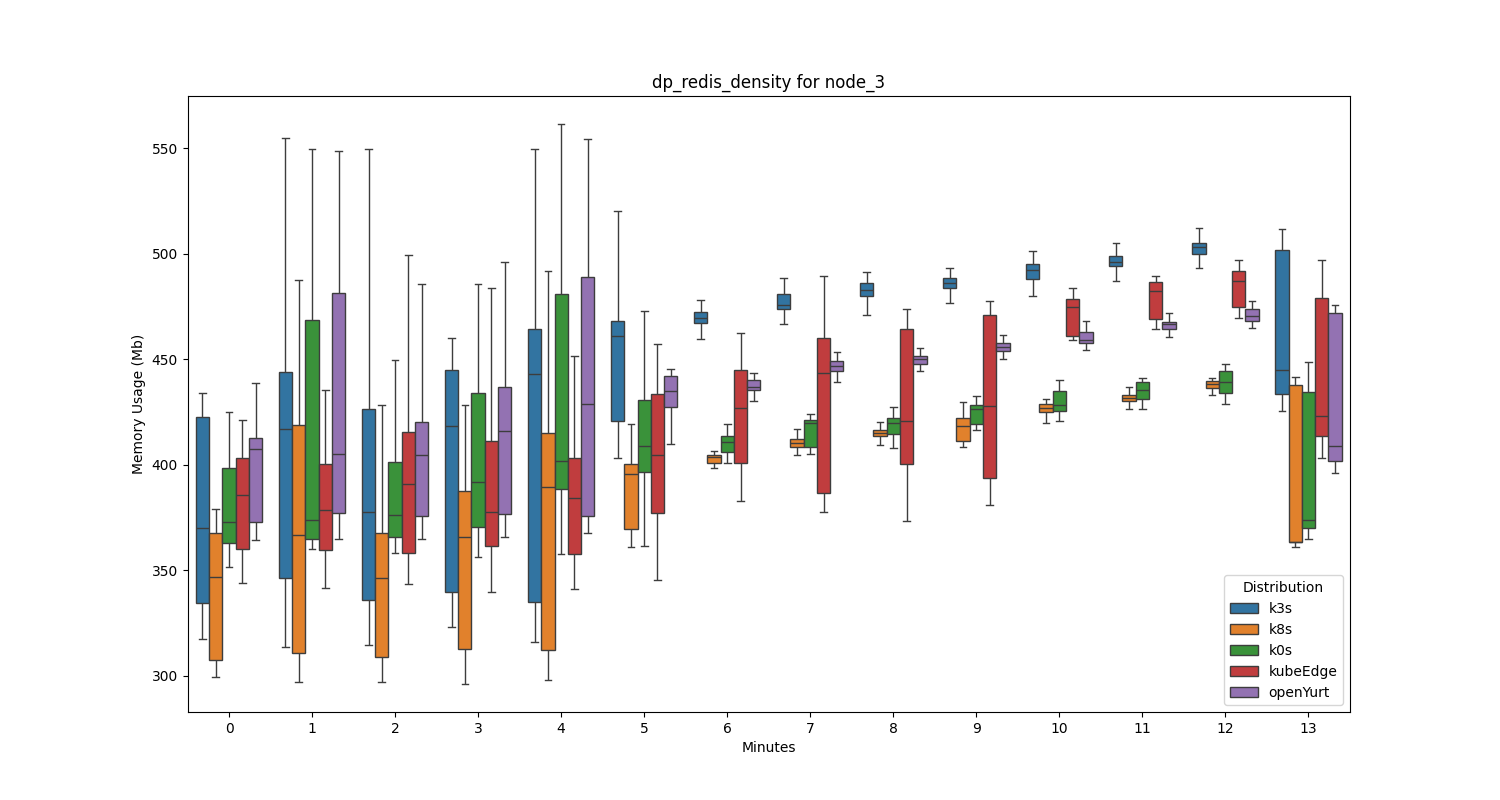 dp_redis_density for node_3
Memory Usage (Mb)
550
500
450
400
350
300
0 1 2 3 4 5 6 7 8 9 10 11 12 13
Minutes
Distribution
k3s
k8s
k0s
kubeEdge
openYurt